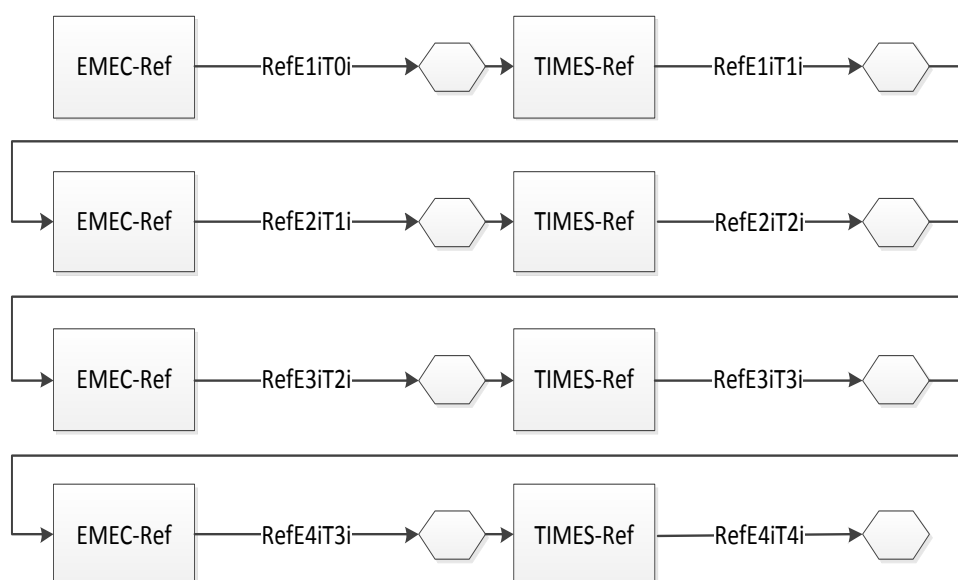 EMEC-Ref RefE1iT0i TIMES-Ref RefE1iT1i
EMEC-Ref RefE2iT1i TIMES-Ref RefE2iT2i
EMEC-Ref RefE3iT2i TIMES-Ref RefE3iT3i
EMEC-Ref RefE4iT3i TIMES-Ref RefE4iT4i